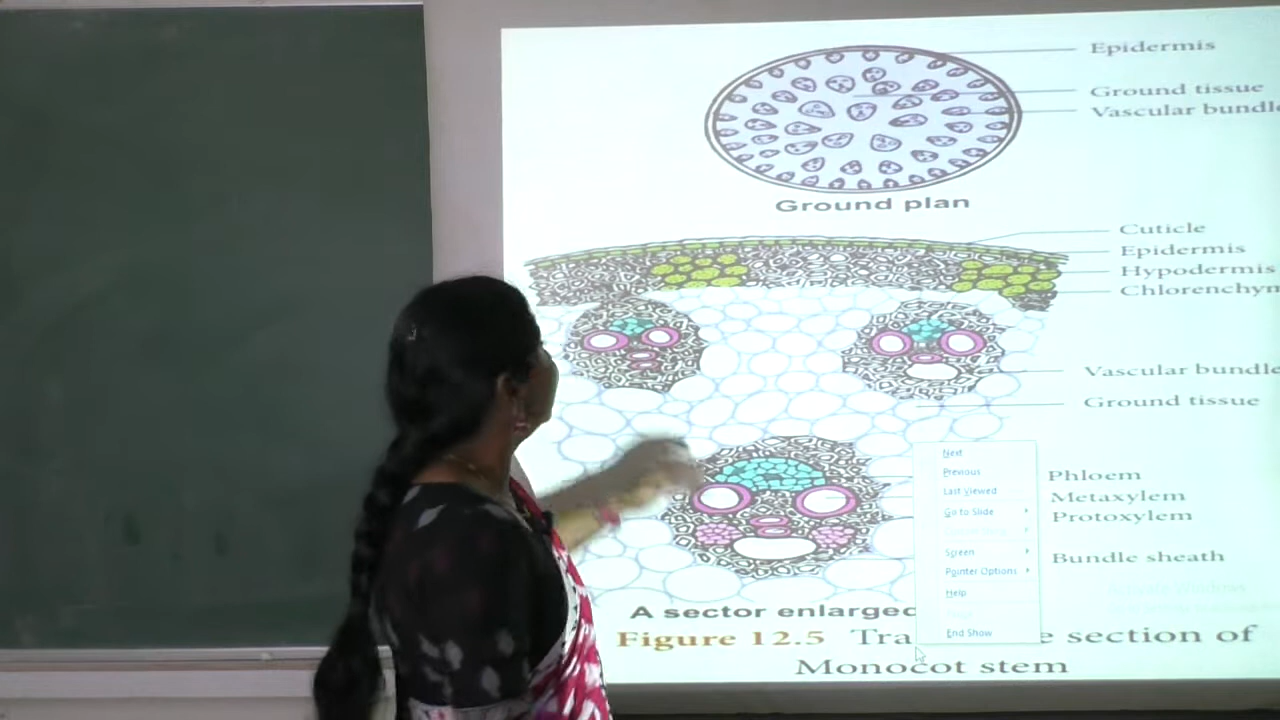 Epidermis
Ground tissue
Vascular bundle
Ground plan
Cuticle
Epidermis
Hypodermis
Chlorenchym
Vascular bundle
Ground tissue
Next
Previous
Last Viewed
Go to Slide
Screen
Pointer Options
Help
End Show
Phloem
Metaxylem
Protoxylem
Bundle sheath
A sector enlarged
Figure 12.5 Tra e section of
Monocot stem